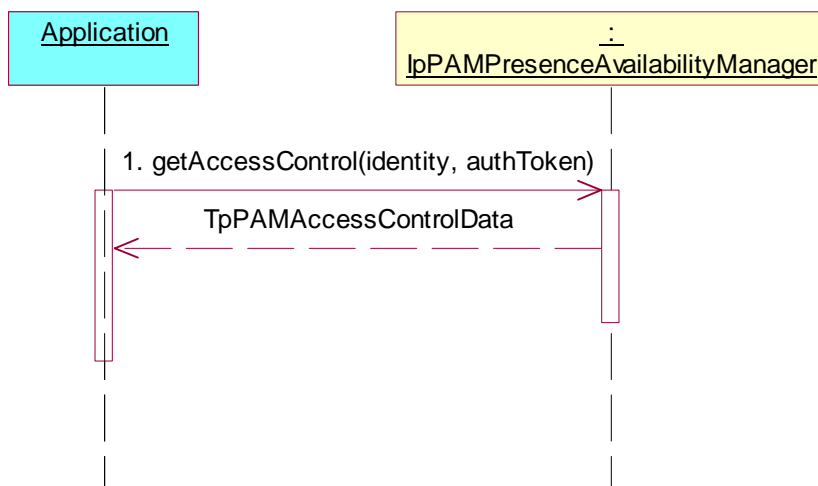 Application
:
IpPAMPresenceAvailabilityManager
1. getAccessControl(identity, authToken)
TpPAMAccessControlData